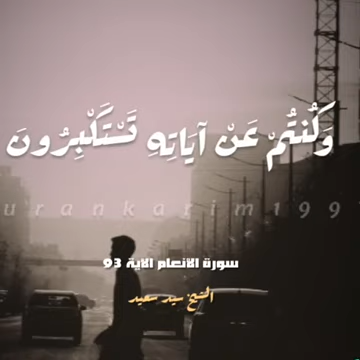 وَكُنتُمْ عَنْ آيَاتِهِ تَسْتَكْبِرُونَ
urankarim199
سورة الانعام الاية 93
الشيخ سيد سعيد